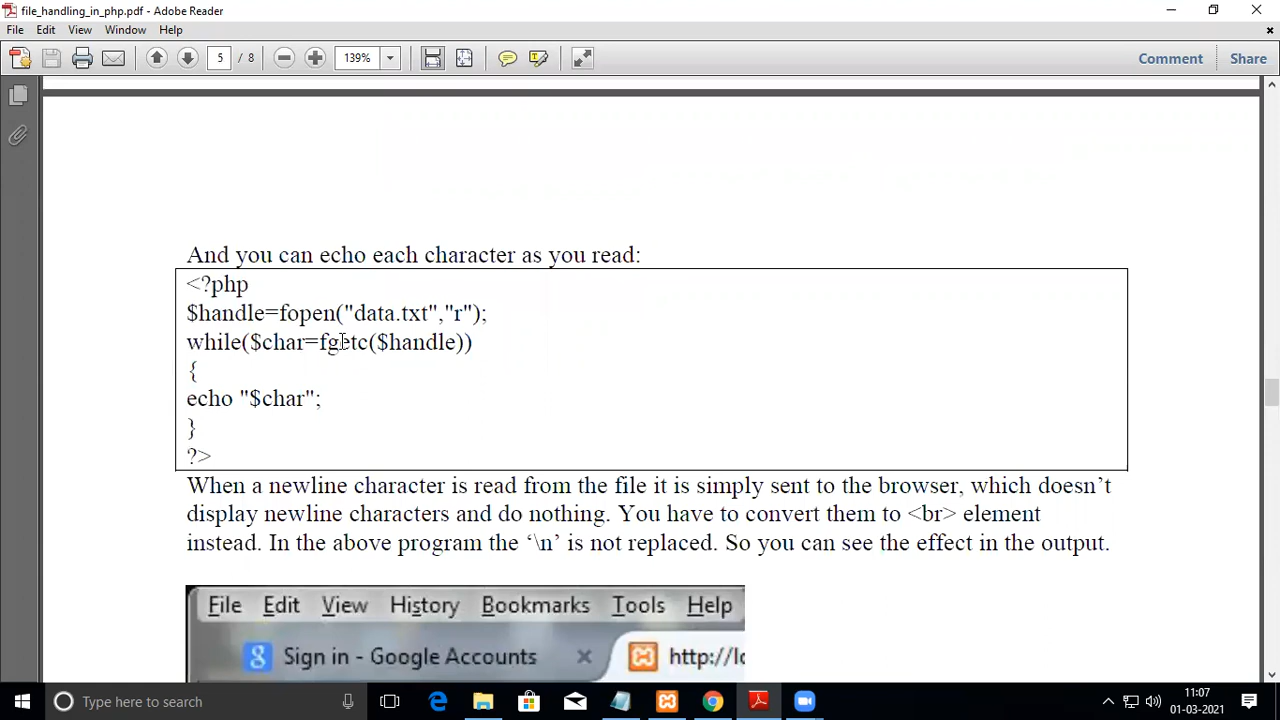 file_handling_in_php.pdf - Adobe Reader
File Edit View Window Help
5 / 8 139% Comment Share
And you can echo each character as you read:
<?php
$handle=fopen("data.txt","r");
while($char=fgetc($handle))
{
echo "$char";
}
?>
When a newline character is read from the file it is simply sent to the browser, which doesn’t
display newline characters and do nothing. You have to convert them to <br> element
instead. In the above program the ‘\n’ is not replaced. So you can see the effect in the output.
File Edit View History Bookmarks Tools Help
8 Sign in - Google Accounts × http://lo
Type here to search
11:07
01-03-2021